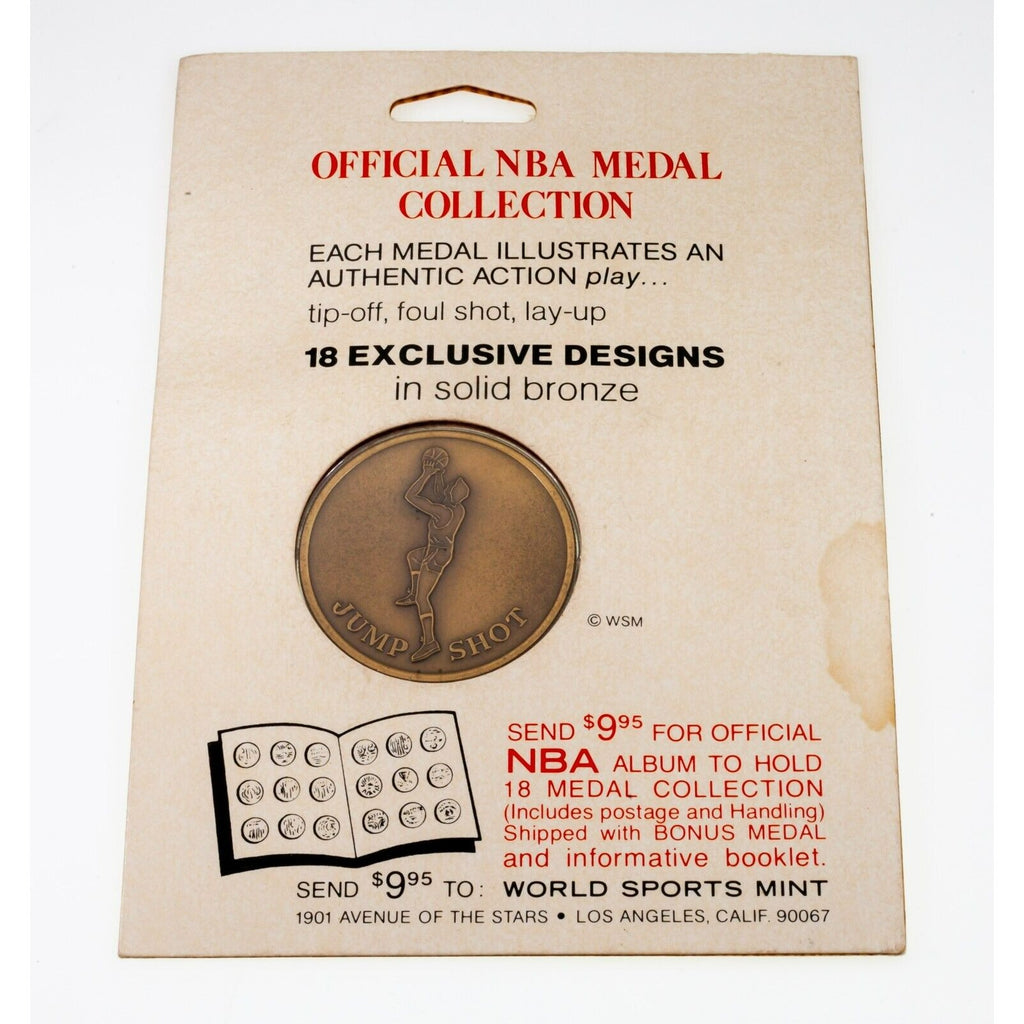 OFFICIAL NBA MEDAL
COLLECTION
EACH MEDAL ILLUSTRATES AN
AUTHENTIC ACTION play...
tip-off, foul shot, lay-up
18 EXCLUSIVE DESIGNS
in solid bronze
JUMP SHOT
© WSM
SEND $9.95 FOR OFFICIAL
NBA ALBUM TO HOLD
18 MEDAL COLLECTION
(Includes postage and Handling)
Shipped with BONUS MEDAL
and informative booklet.
SEND $9.95 TO: WORLD SPORTS MINT
1901 AVENUE OF THE STARS • LOS ANGELES, CALIF. 90067